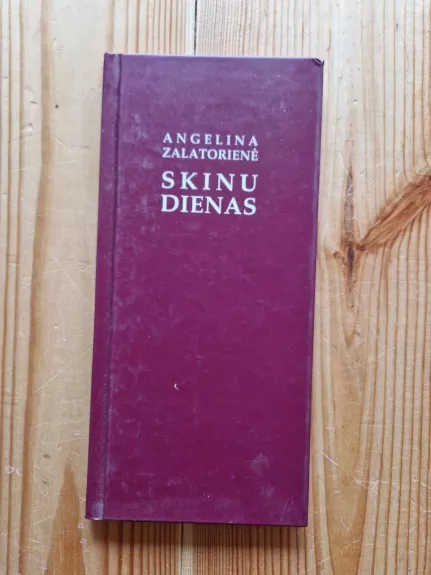 ANGELINA
ZALATORIENĖ
SKINU
DIENAS